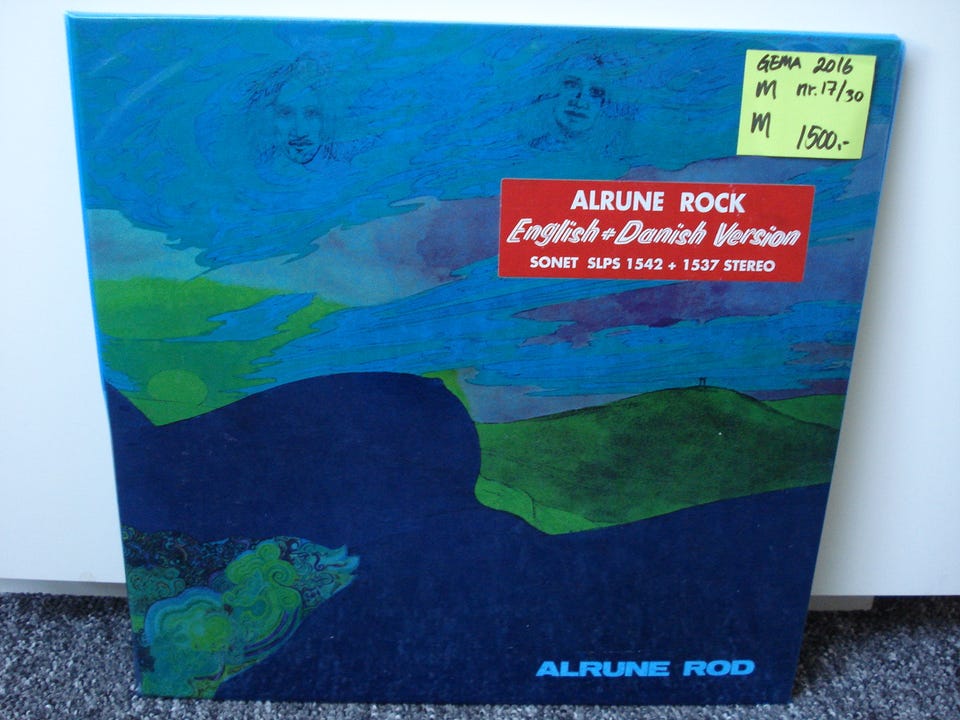 GEMA 2016
M nr. 17/30
M 1500,-
ALRUNE ROCK
English + Danish Version
SONET SLPS 1542 + 1537 STEREO
ALRUNE ROD